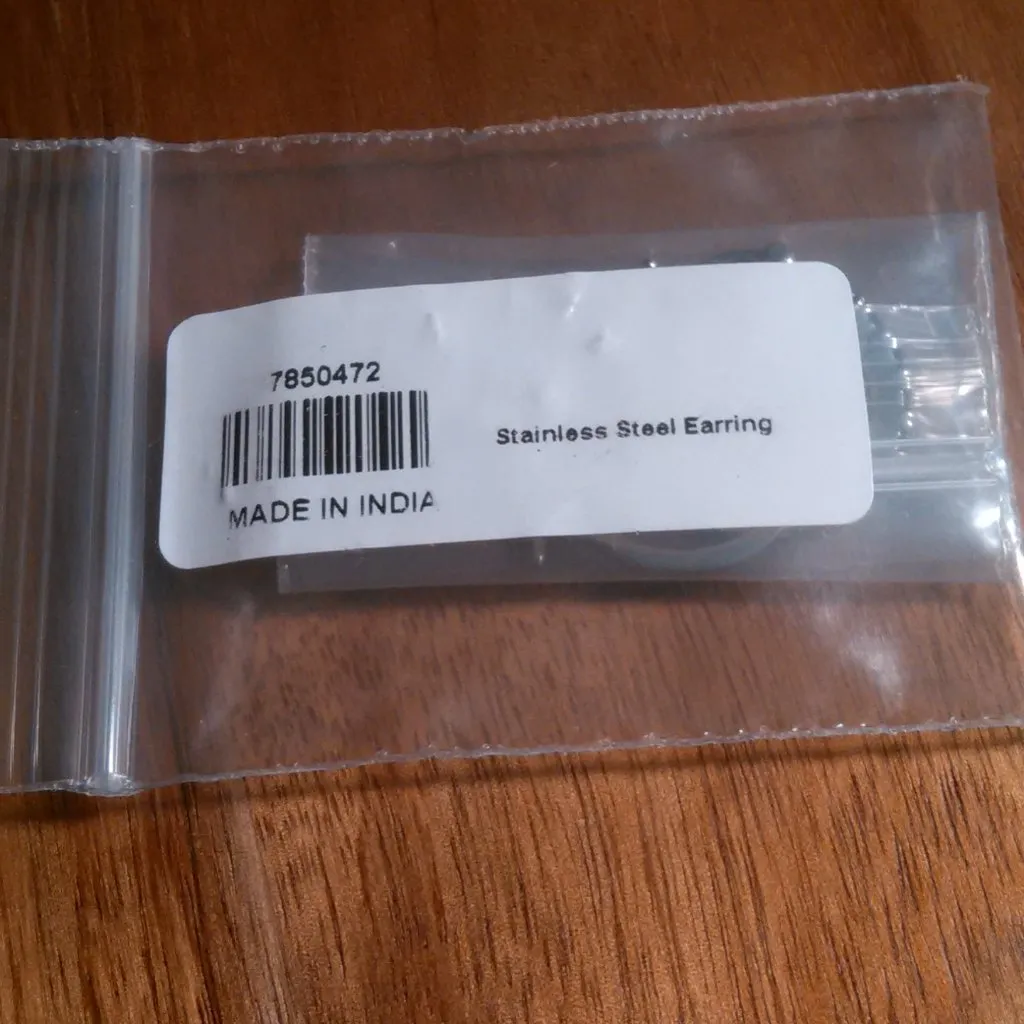 7850472
MADE IN INDIA
Stainless Steel Earring